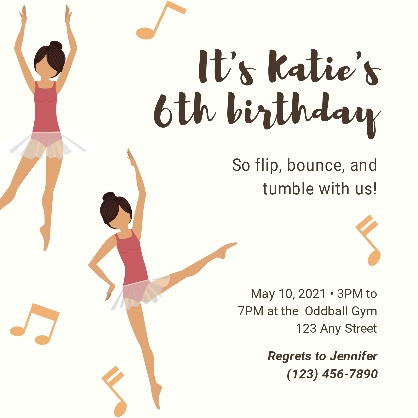 It's Katie's
6th birthday
So flip, bounce, and
tumble with us!
May 10, 2021 • 3PM to
7PM at the Oddball Gym
123 Any Street
Regrets to Jennifer
(123) 456-7890